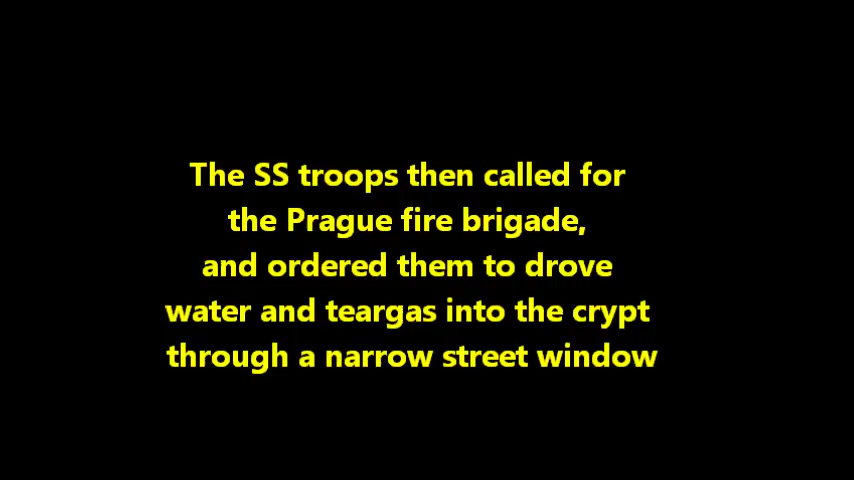 The SS troops then called for
the Prague fire brigade,
and ordered them to drove
water and teargas into the crypt
through a narrow street window